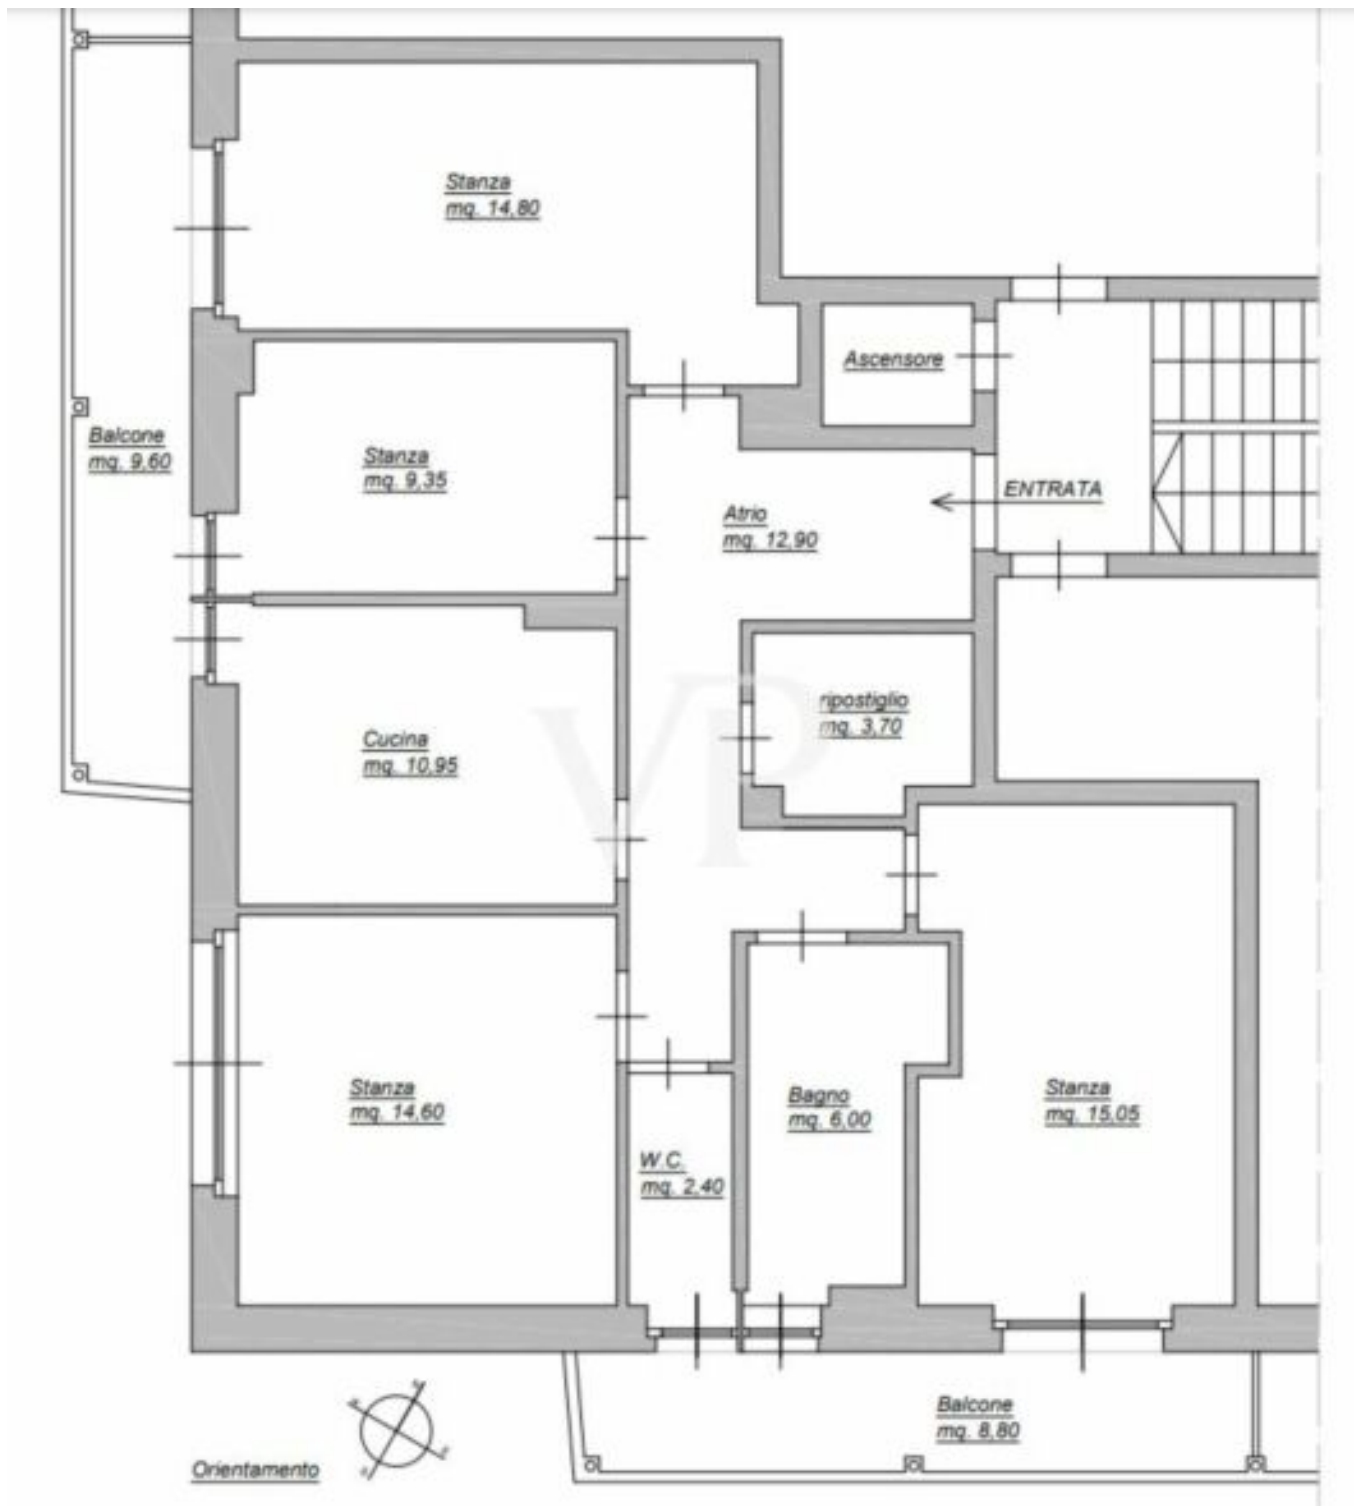 Stanza
mq. 14,80
Ascensore
Balcone
mq. 9,60
Stanza
mq. 9,35
ENTRATA
Atrio
mq. 12,90
ripostiglio
mq. 3,70
Cucina
mq. 10,95
VP
Stanza
mq. 14,60
Bagno
mq. 6,00
Stanza
mq. 15,05
W.C.
mq. 2,40
Balcone
mq. 8,80
Orientamento